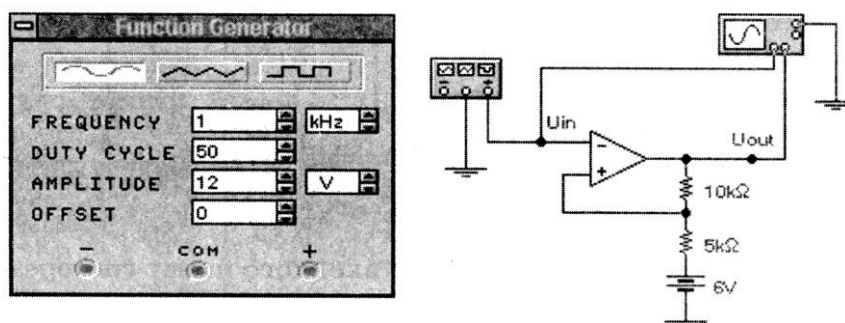 Function Generator
FREQUENCY 1 kHz
DUTY CYCLE 50
AMPLITUDE 12 V
OFFSET 0
− COM +
− +
Uin
Uout
−
+
10kΩ
5kΩ
6V